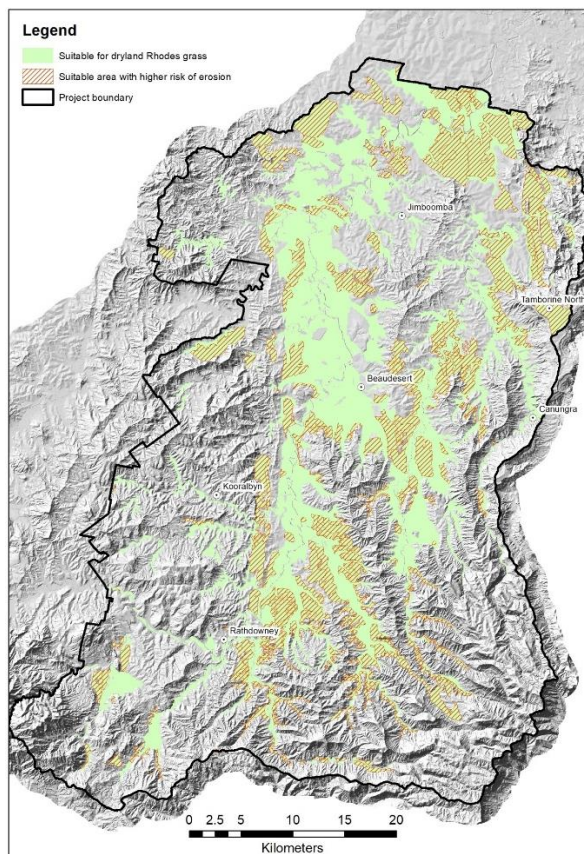 Legend
Suitable for dryland Rhodes grass
Suitable area with higher risk of erosion
Project boundary
Jimboomba
Tamborine North
Beaudesert
Canungra
Kooralbyn
Rathdowney
0 2.5 5 10 15 20
Kilometers